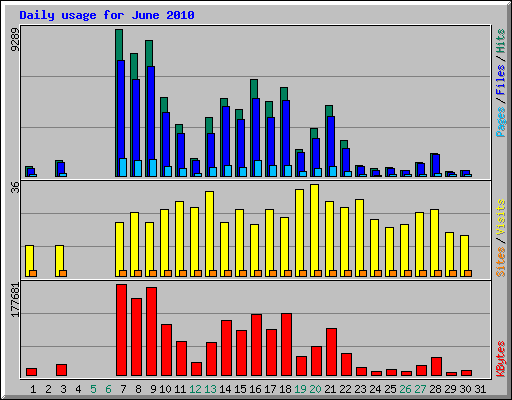 Daily usage for June 2010
9289
Pages / Files / Hits
36
Sites / Visits
177681
KBytes
1 2 3 4 5 6 7 8 9 10 11 12 13 14 15 16 17 18 19 20 21 22 23 24 25 26 27 28 29 30 31